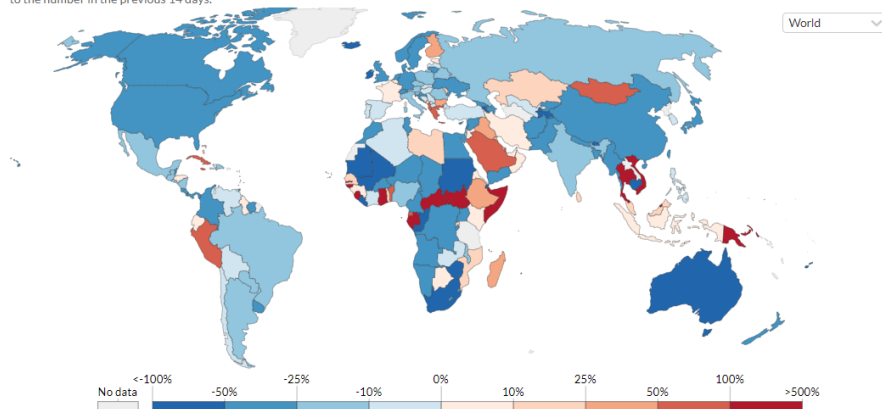 to the number in the previous 14 days.
World
<-100% -25% 0% 25% 100%
No data -50% -10% 10% 50% >500%